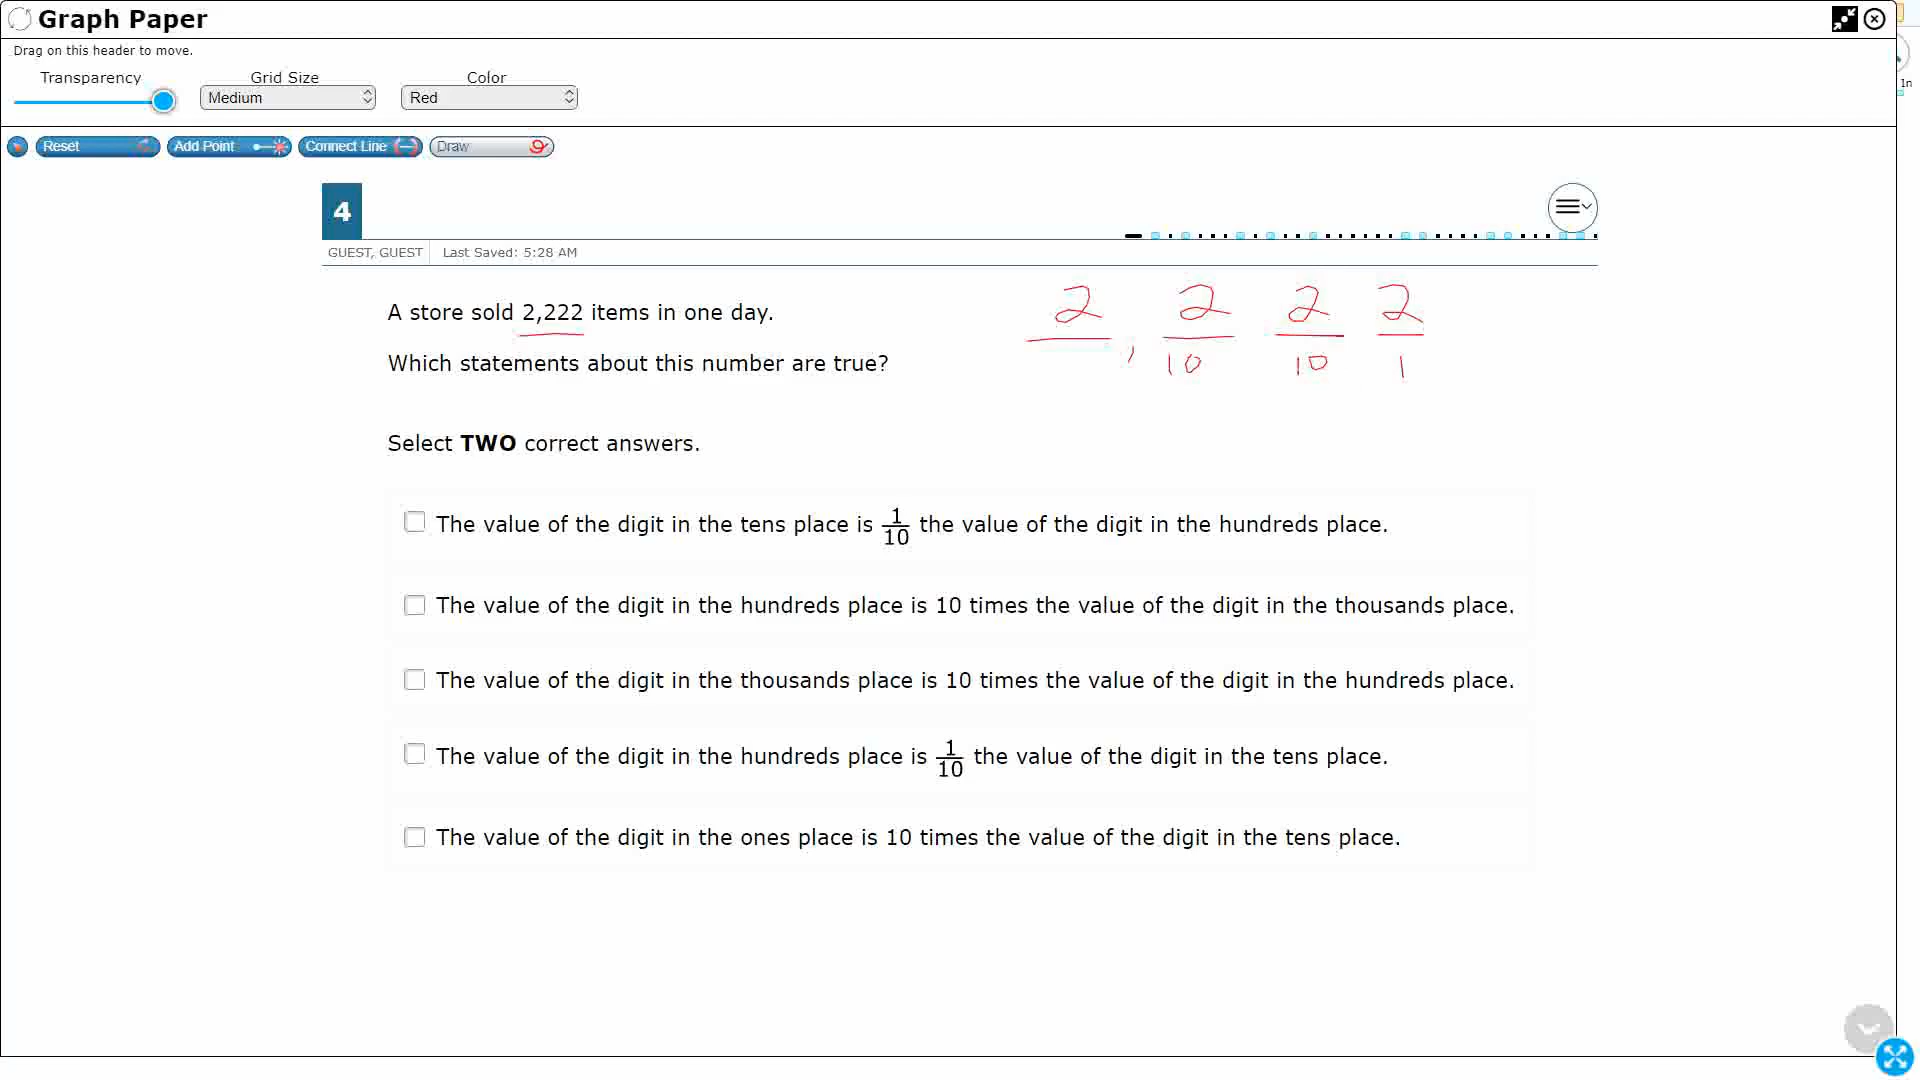 Graph Paper
Drag on this header to move.
Transparency
Grid Size
Color
Medium
Red
Reset
Add Point
Connect Line
Draw
In
4
GUEST, GUEST
Last Saved: 5:28 AM
A store sold 2,222 items in one day.
2 , 2 2 2
10 10 1
Which statements about this number are true?
Select TWO correct answers.
The value of the digit in the tens place is 1/10 the value of the digit in the hundreds place.
The value of the digit in the hundreds place is 10 times the value of the digit in the thousands place.
The value of the digit in the thousands place is 10 times the value of the digit in the hundreds place.
The value of the digit in the hundreds place is 1/10 the value of the digit in the tens place.
The value of the digit in the ones place is 10 times the value of the digit in the tens place.